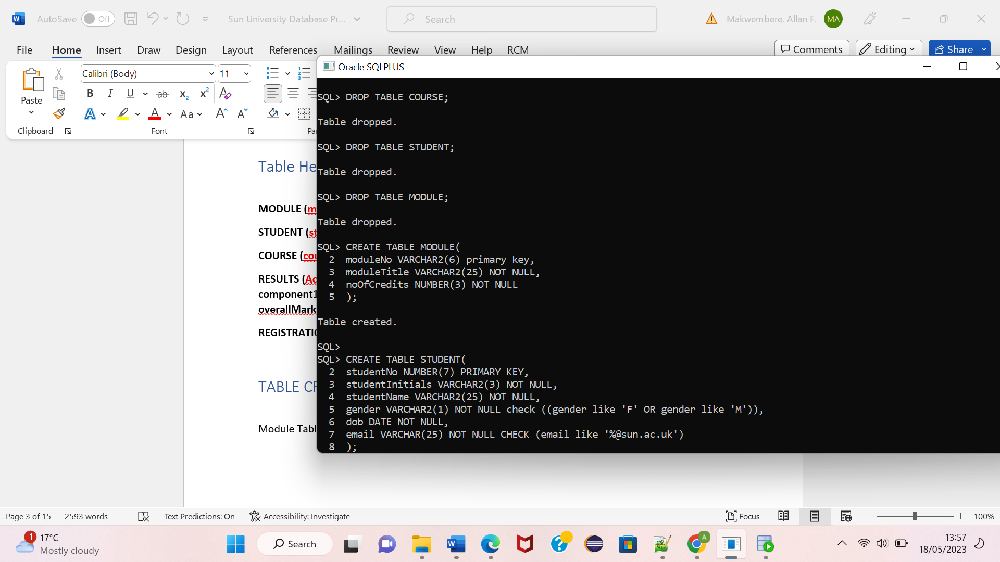 AutoSave Off Sun University Database Pr... Search Makwembere, Allan F. MA
File Home Insert Draw Design Layout References Mailings Review View Help RCM Comments Editing Share
Calibri (Body) 11
Paste
Clipboard Font
Table He
MODULE (m
STUDENT (st
COURSE (cou
RESULTS (Ac
component1
overallMark
REGISTRATIO
TABLE CR
Module Tabl
Oracle SQLPLUS
SQL> DROP TABLE COURSE;
Table dropped.
SQL> DROP TABLE STUDENT;
Table dropped.
SQL> DROP TABLE MODULE;
Table dropped.
SQL> CREATE TABLE MODULE(
2 moduleNo VARCHAR2(6) primary key,
3 moduleTitle VARCHAR2(25) NOT NULL,
4 noOfCredits NUMBER(3) NOT NULL
5 );
Table created.
SQL>
SQL> CREATE TABLE STUDENT(
2 studentNo NUMBER(7) PRIMARY KEY,
3 studentInitials VARCHAR2(3) NOT NULL,
4 studentName VARCHAR2(25) NOT NULL,
5 gender VARCHAR2(1) NOT NULL check ((gender like 'F' OR gender like 'M')),
6 dob DATE NOT NULL,
7 email VARCHAR(25) NOT NULL CHECK (email like '%@sun.ac.uk')
8 );
Page 3 of 15 2593 words Text Predictions: On Accessibility: Investigate Focus 100%
1 17°C
Mostly cloudy
Search
A
13:57
18/05/2023